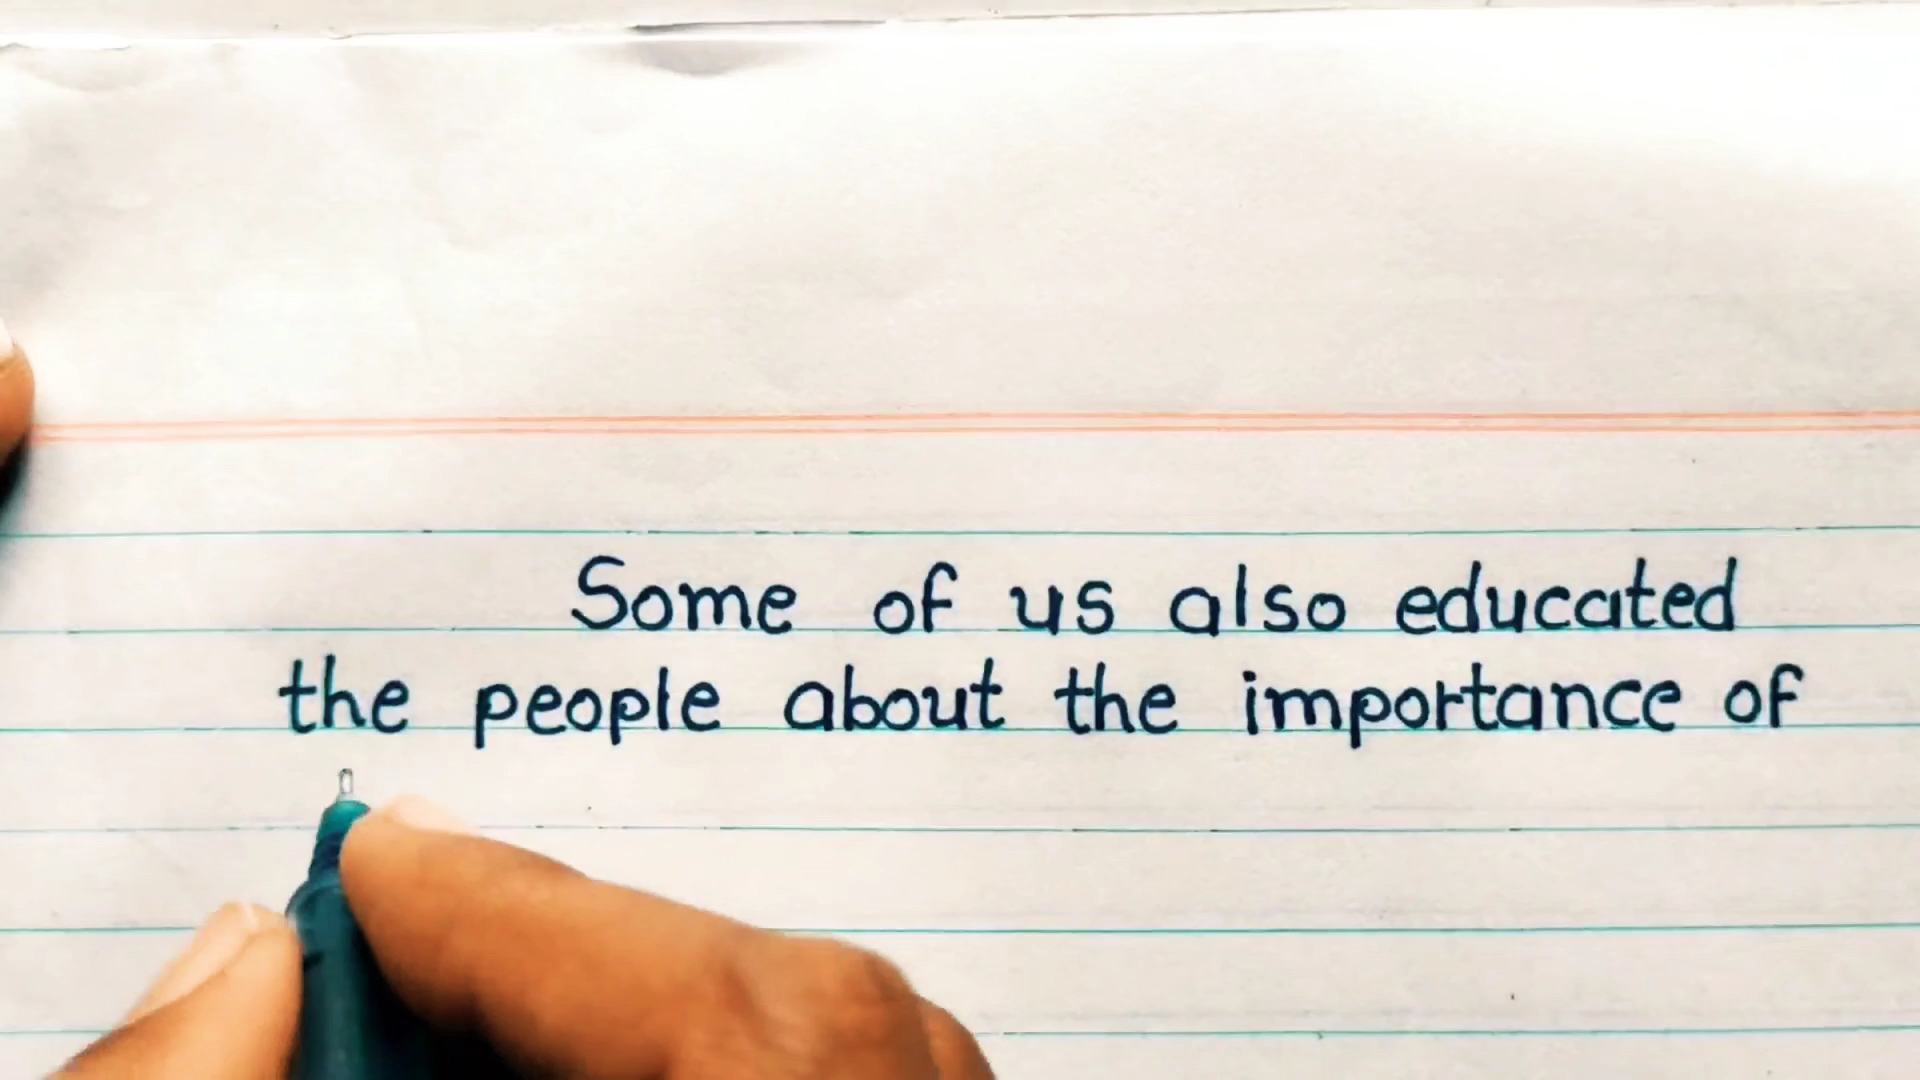 Some of us also educated
the people about the importance of